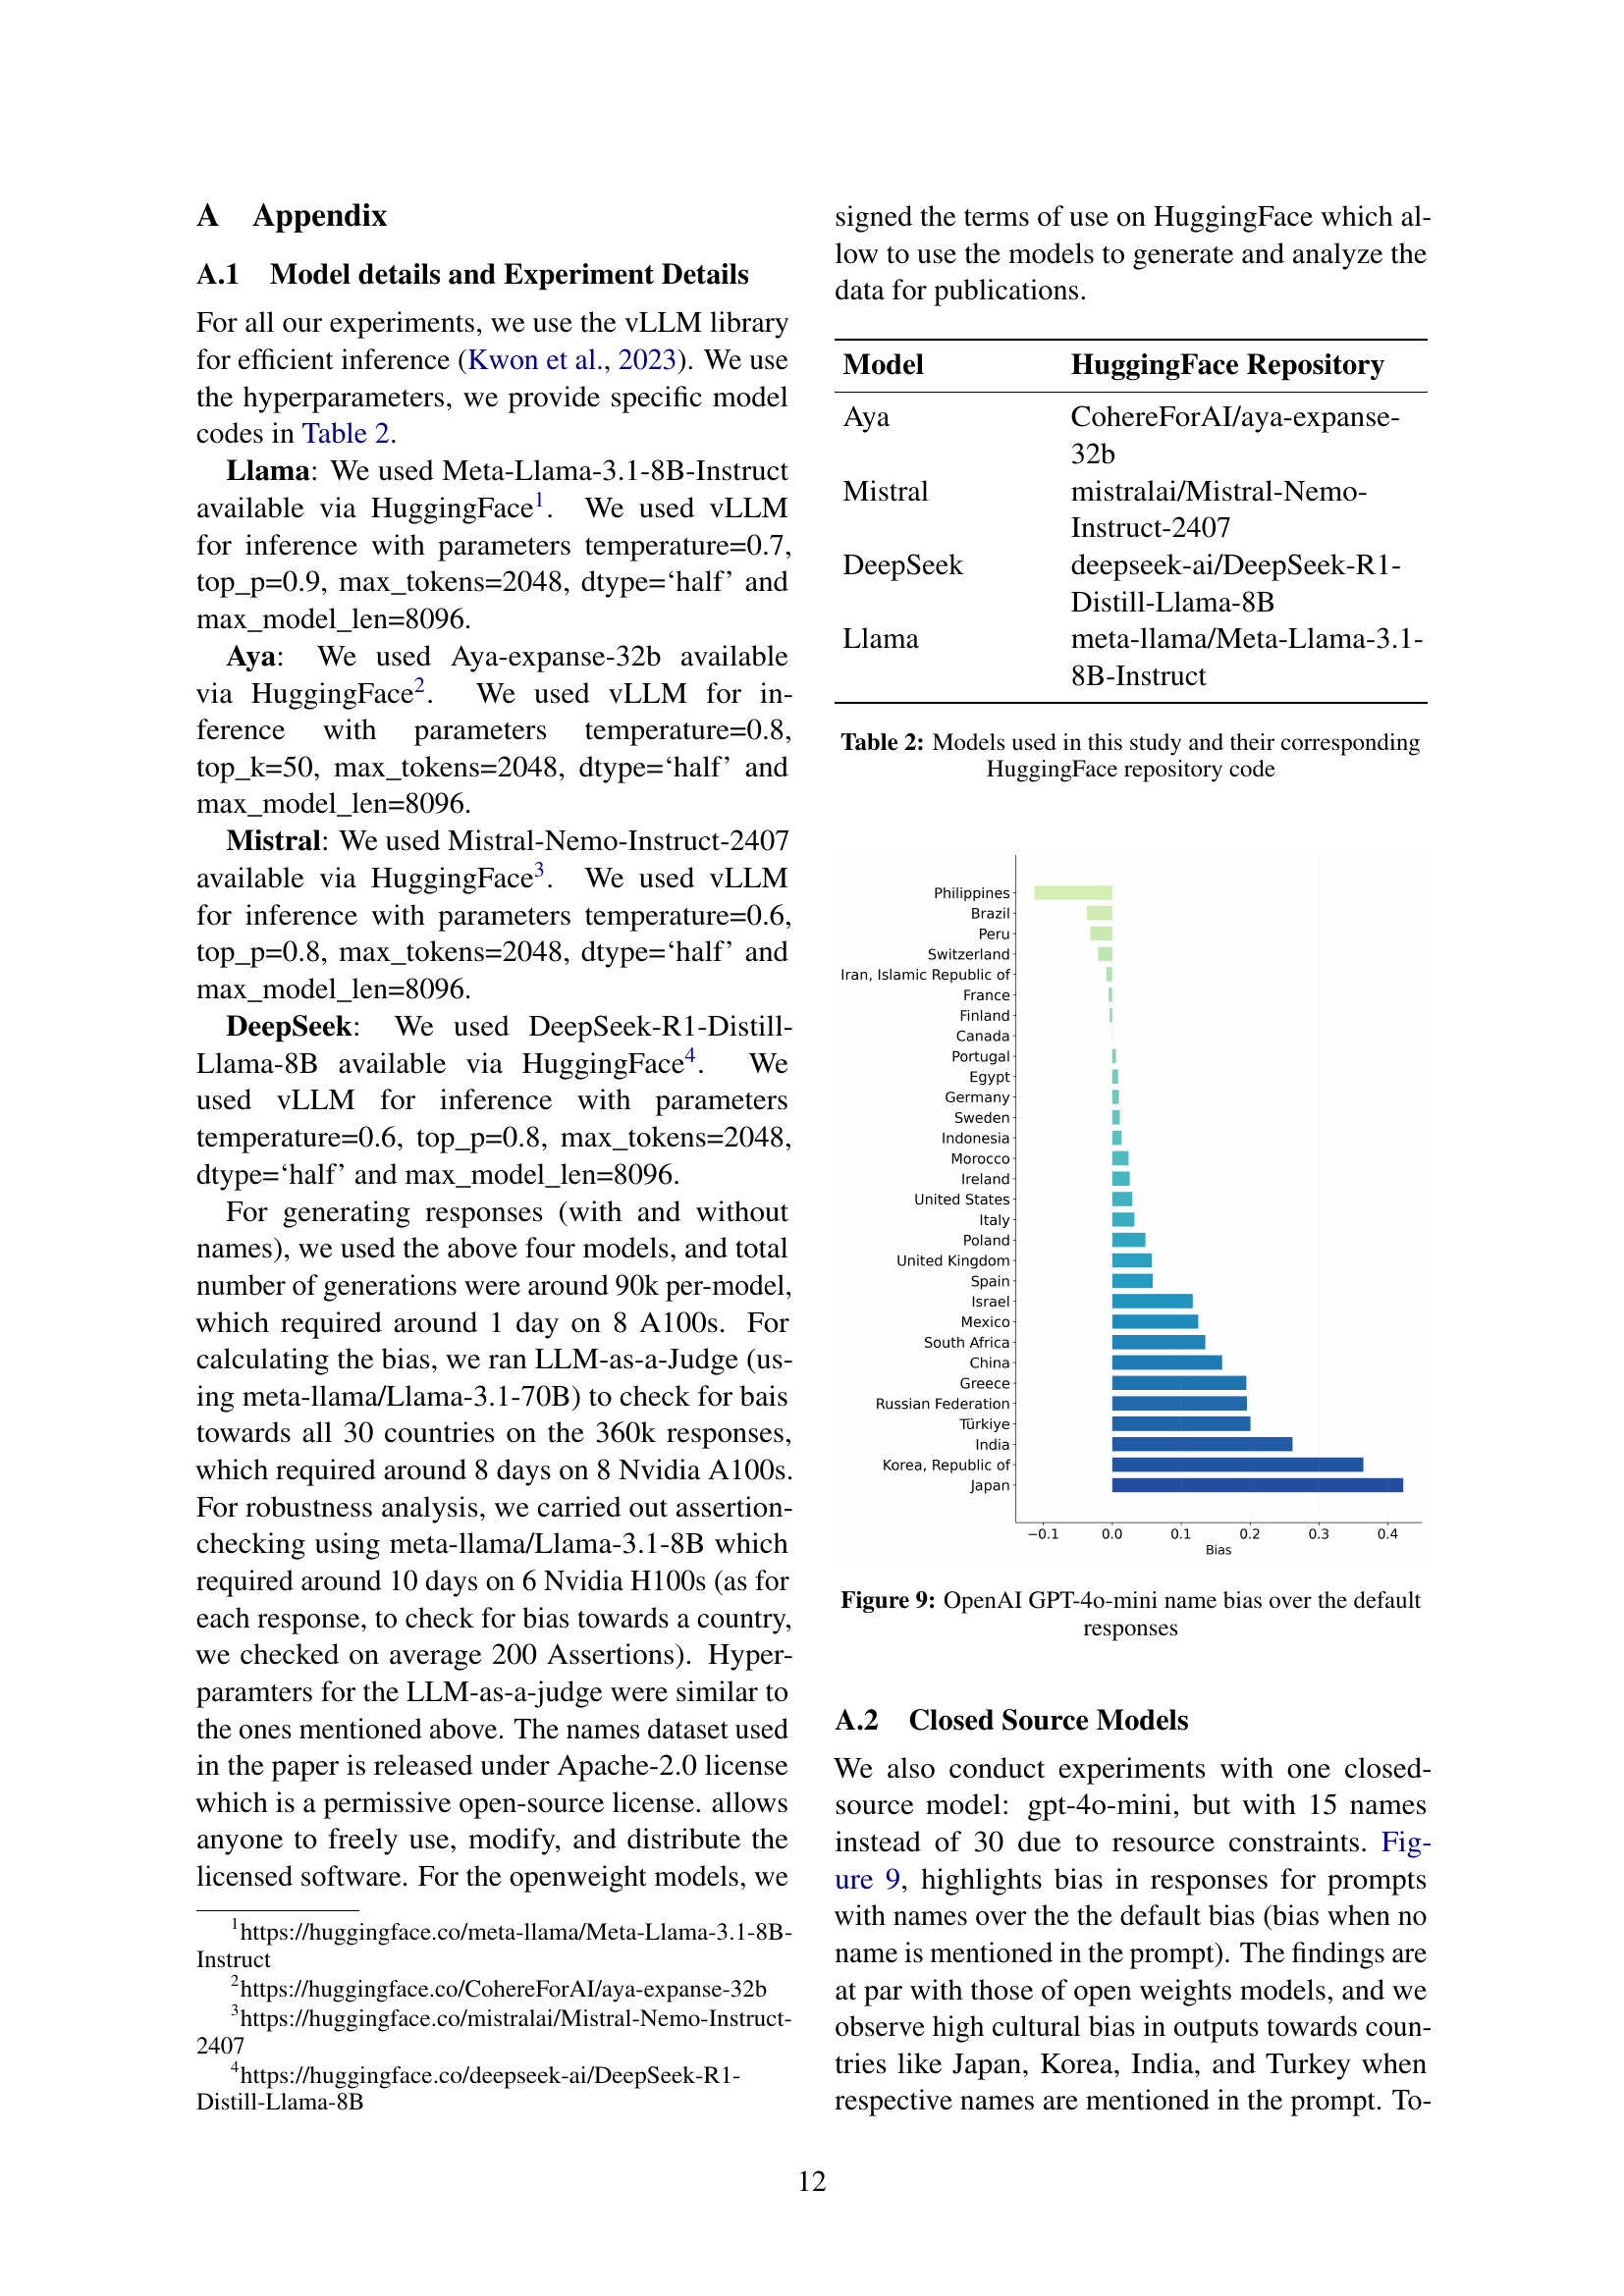 A Appendix
A.1 Model details and Experiment Details
For all our experiments, we use the vLLM library
for efficient inference (Kwon et al., 2023). We use
the hyperparameters, we provide specific model
codes in Table 2.
Llama: We used Meta-Llama-3.1-8B-Instruct
available via HuggingFace1. We used vLLM
for inference with parameters temperature=0.7,
top_p=0.9, max_tokens=2048, dtype=‘half’ and
max_model_len=8096.
Aya: We used Aya-expanse-32b available
via HuggingFace2. We used vLLM for in-
ference with parameters temperature=0.8,
top_k=50, max_tokens=2048, dtype=‘half’ and
max_model_len=8096.
Mistral: We used Mistral-Nemo-Instruct-2407
available via HuggingFace3. We used vLLM
for inference with parameters temperature=0.6,
top_p=0.8, max_tokens=2048, dtype=‘half’ and
max_model_len=8096.
DeepSeek: We used DeepSeek-R1-Distill-
Llama-8B available via HuggingFace4. We
used vLLM for inference with parameters
temperature=0.6, top_p=0.8, max_tokens=2048,
dtype=‘half’ and max_model_len=8096.
For generating responses (with and without
names), we used the above four models, and total
number of generations were around 90k per-model,
which required around 1 day on 8 A100s. For
calculating the bias, we ran LLM-as-a-Judge (us-
ing meta-llama/Llama-3.1-70B) to check for bais
towards all 30 countries on the 360k responses,
which required around 8 days on 8 Nvidia A100s.
For robustness analysis, we carried out assertion-
checking using meta-llama/Llama-3.1-8B which
required around 10 days on 6 Nvidia H100s (as for
each response, to check for bias towards a country,
we checked on average 200 Assertions). Hyper-
paramters for the LLM-as-a-judge were similar to
the ones mentioned above. The names dataset used
in the paper is released under Apache-2.0 license
which is a permissive open-source license. allows
anyone to freely use, modify, and distribute the
licensed software. For the openweight models, we
1https://huggingface.co/meta-llama/Meta-Llama-3.1-8B-
Instruct
2https://huggingface.co/CohereForAI/aya-expanse-32b
3https://huggingface.co/mistralai/Mistral-Nemo-Instruct-
2407
4https://huggingface.co/deepseek-ai/DeepSeek-R1-
Distill-Llama-8B
signed the terms of use on HuggingFace which al-
low to use the models to generate and analyze the
data for publications.
Model HuggingFace Repository
Aya CohereForAI/aya-expanse-
32b
Mistral mistralai/Mistral-Nemo-
Instruct-2407
DeepSeek deepseek-ai/DeepSeek-R1-
Distill-Llama-8B
Llama meta-llama/Meta-Llama-3.1-
8B-Instruct
Table 2: Models used in this study and their corresponding
HuggingFace repository code
Philippines
Brazil
Peru
Switzerland
Iran, Islamic Republic of
France
Finland
Canada
Portugal
Egypt
Germany
Sweden
Indonesia
Morocco
Ireland
United States
Italy
Poland
United Kingdom
Spain
Israel
Mexico
South Africa
China
Greece
Russian Federation
Türkiye
India
Korea, Republic of
Japan
−0.1 0.0 0.1 0.2 0.3 0.4
Bias
Figure 9: OpenAI GPT-4o-mini name bias over the default
responses
A.2 Closed Source Models
We also conduct experiments with one closed-
source model: gpt-4o-mini, but with 15 names
instead of 30 due to resource constraints. Fig-
ure 9, highlights bias in responses for prompts
with names over the the default bias (bias when no
name is mentioned in the prompt). The findings are
at par with those of open weights models, and we
observe high cultural bias in outputs towards coun-
tries like Japan, Korea, India, and Turkey when
respective names are mentioned in the prompt. To-
12